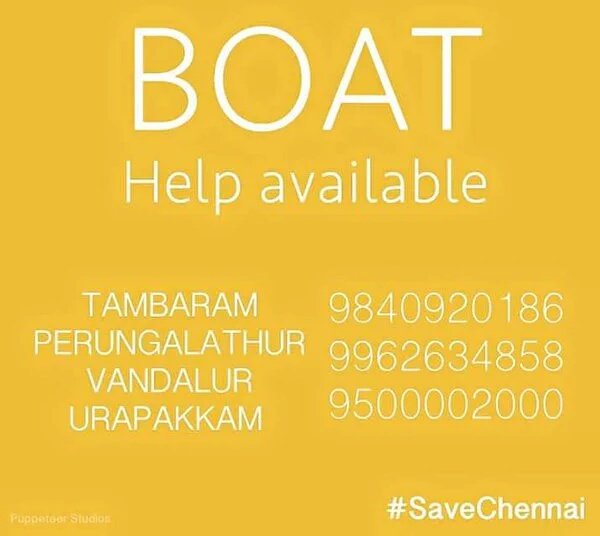 BOAT
Help available
TAMBARAM
PERUNGALATHUR
VANDALUR
URAPAKKAM
9840920186
9962634858
9500002000
#SaveChennai
Puppeteer Studios